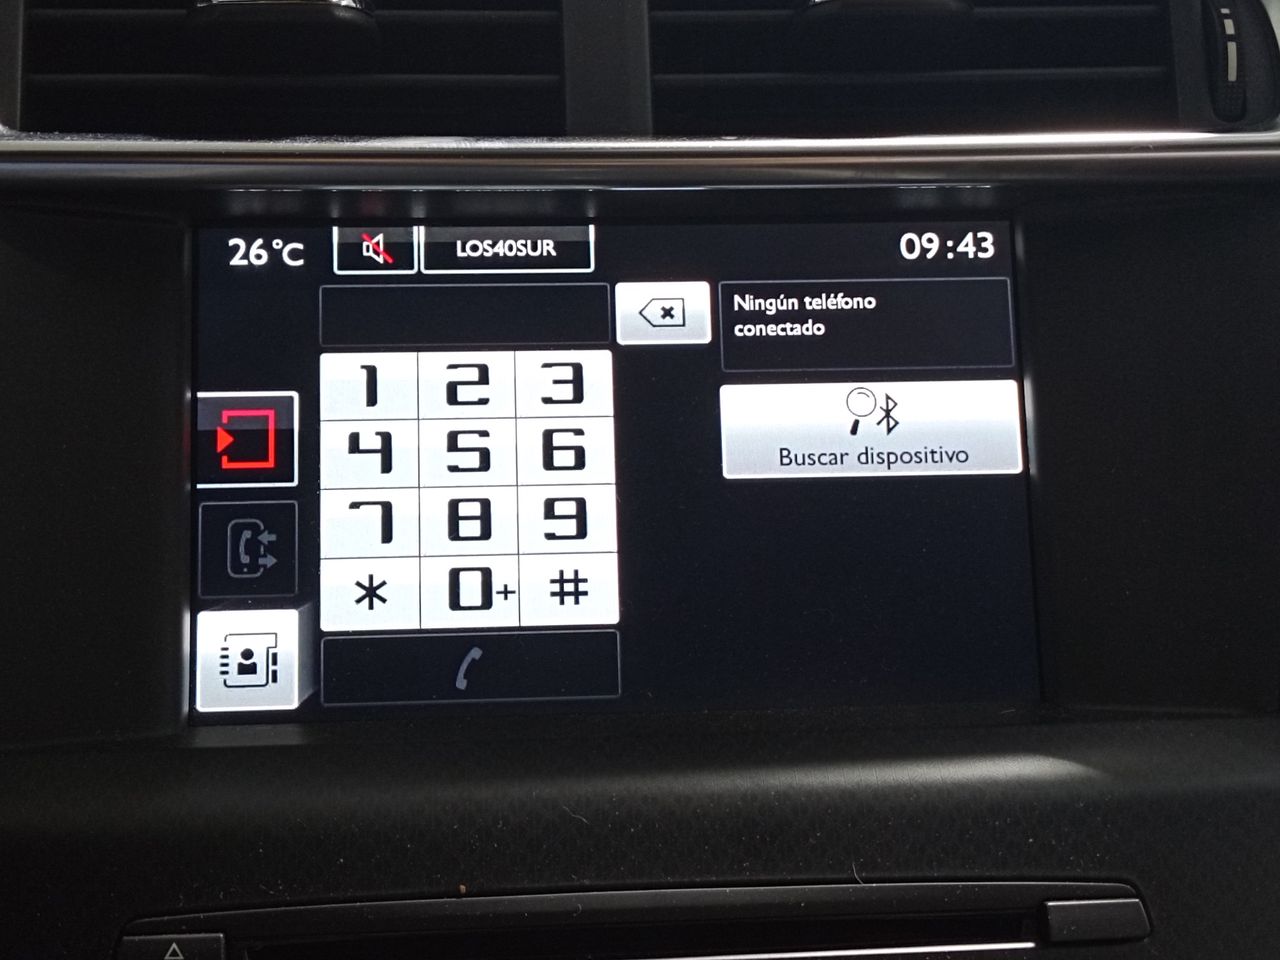 26°C
LOS40SUR
09:43
Ningún teléfono
conectado
1 2 3
4 5 6
7 8 9
* 0+ #
Buscar dispositivo